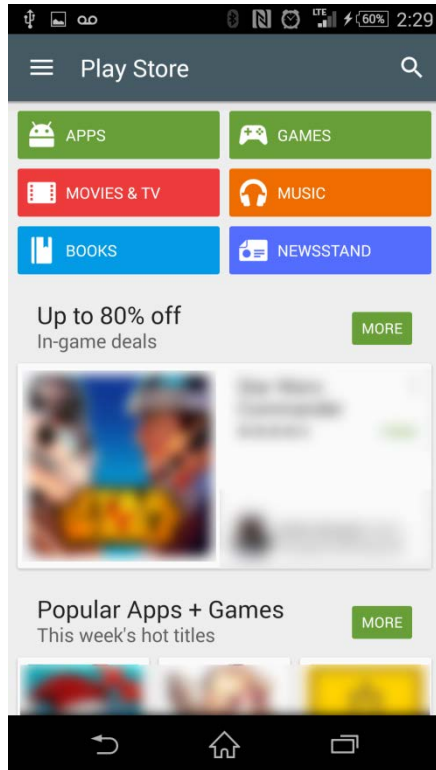 LTE 60% 2:29
Play Store
APPS
GAMES
MOVIES & TV
MUSIC
BOOKS
NEWSSTAND
Up to 80% off
In-game deals
MORE
Popular Apps + Games
This week's hot titles
MORE